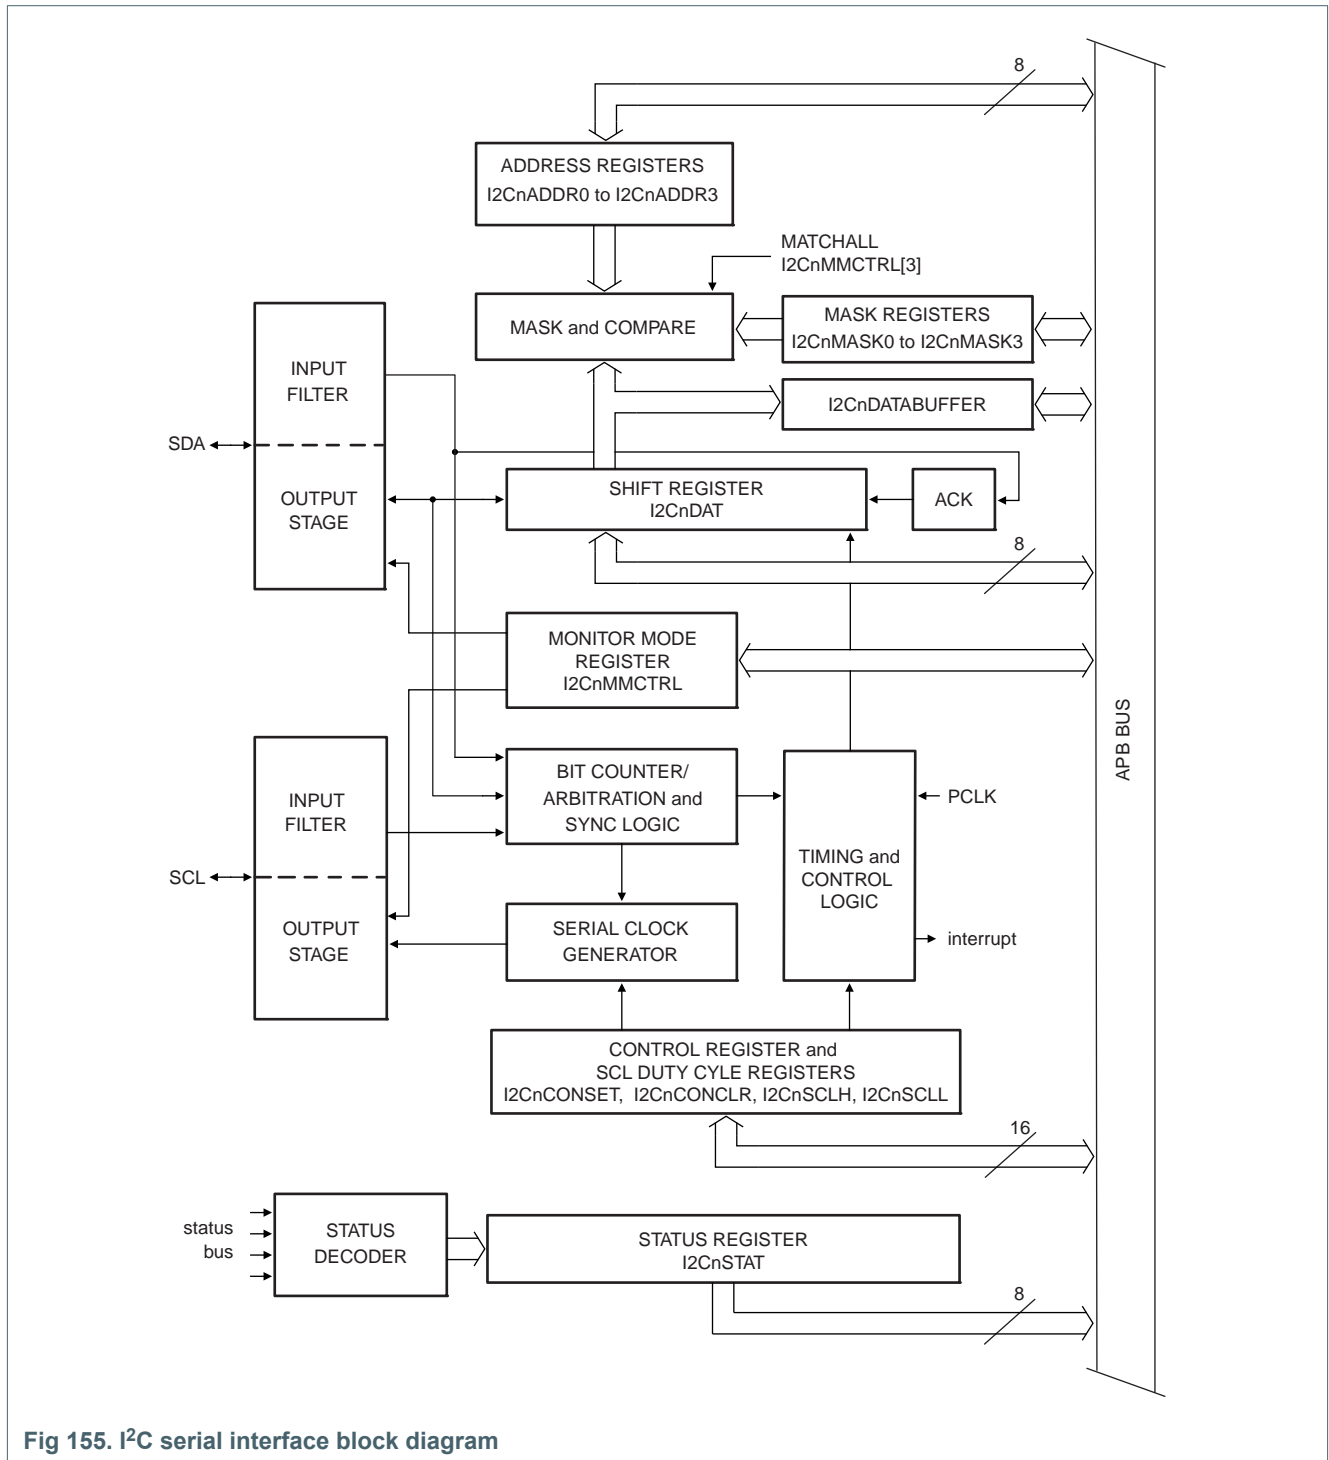 8
ADDRESS REGISTERS
I2CnADDR0 to I2CnADDR3
MATCHALL
I2CnMMCTRL[3]
MASK and COMPARE
MASK REGISTERS
I2CnMASK0 to I2CnMASK3
INPUT
FILTER
I2CnDATABUFFER
SDA
OUTPUT
STAGE
SHIFT REGISTER
I2CnDAT
ACK
8
MONITOR MODE
REGISTER
I2CnMMCTRL
APB BUS
INPUT
FILTER
BIT COUNTER/
ARBITRATION and
SYNC LOGIC
PCLK
TIMING and
CONTROL
LOGIC
SCL
OUTPUT
STAGE
SERIAL CLOCK
GENERATOR
interrupt
CONTROL REGISTER and
SCL DUTY CYLE REGISTERS
I2CnCONSET, I2CnCONCLR, I2CnSCLH, I2CnSCLL
16
status
bus
STATUS
DECODER
STATUS REGISTER
I2CnSTAT
8
Fig 155. I²C serial interface block diagram